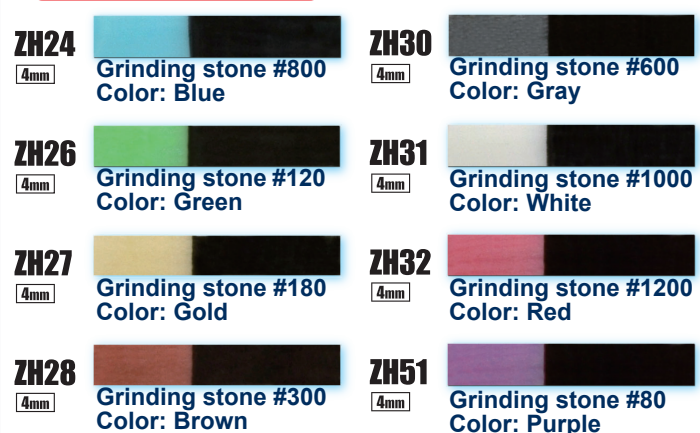 ZH24
4mm
Grinding stone #800
Color: Blue
ZH26
4mm
Grinding stone #120
Color: Green
ZH27
4mm
Grinding stone #180
Color: Gold
ZH28
4mm
Grinding stone #300
Color: Brown
ZH30
4mm
Grinding stone #600
Color: Gray
ZH31
4mm
Grinding stone #1000
Color: White
ZH32
4mm
Grinding stone #1200
Color: Red
ZH51
4mm
Grinding stone #80
Color: Purple